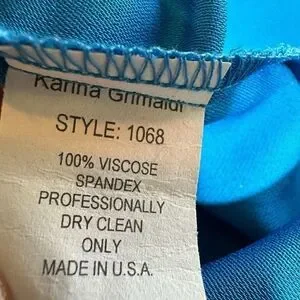 Karina Grimaldi
STYLE: 1068
100% VISCOSE
SPANDEX
PROFESSIONALLY
DRY CLEAN
ONLY
MADE IN U.S.A.